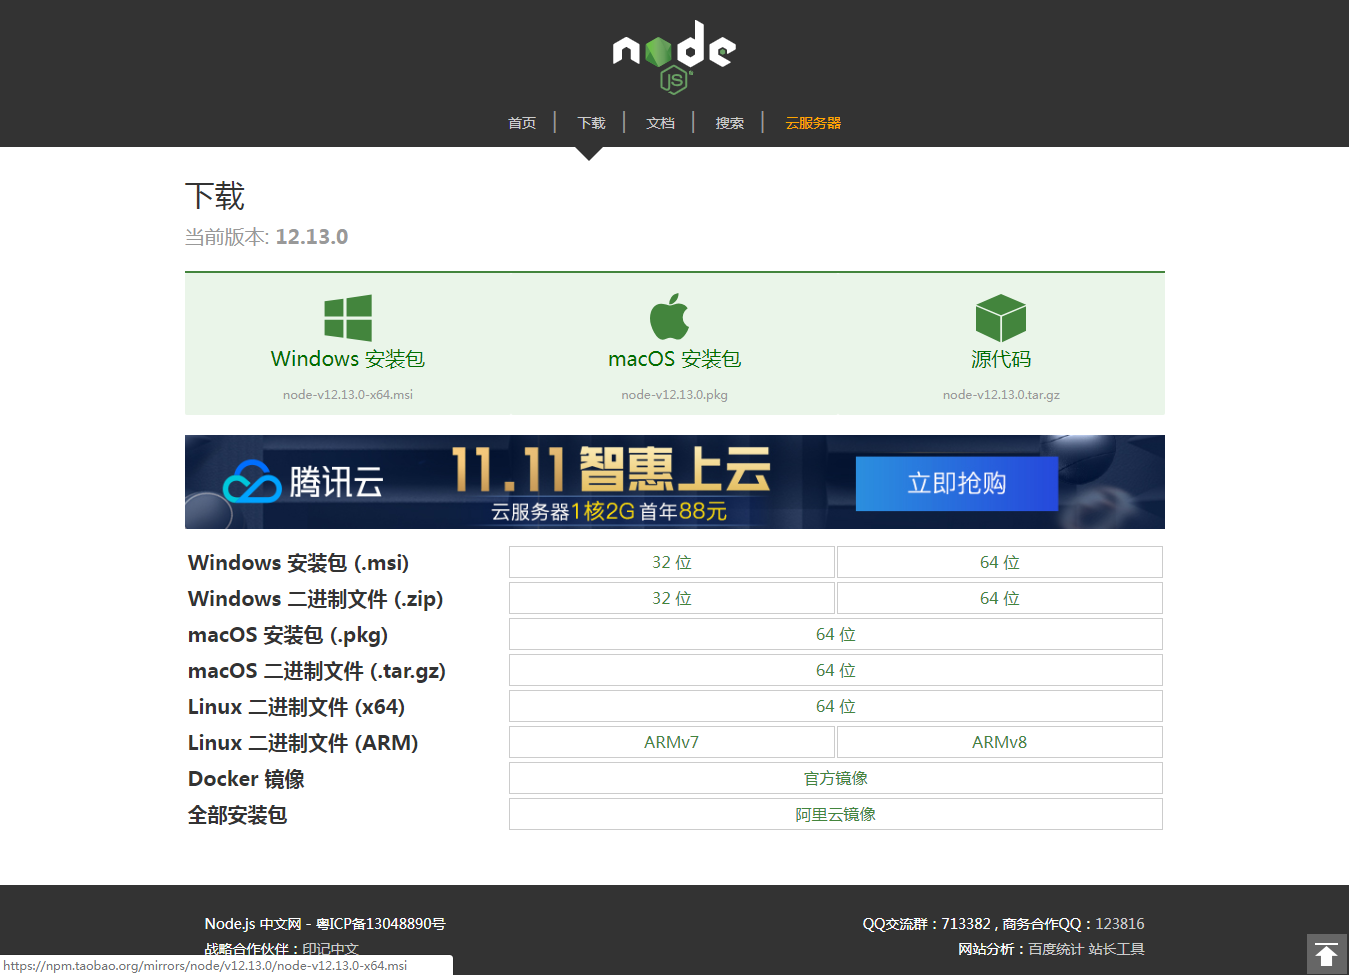 node
JS
首页 下载 文档 搜索 云服务器
下载
当前版本: 12.13.0
Windows 安装包 macOS 安装包 源代码
node-v12.13.0-x64.msi node-v12.13.0.pkg node-v12.13.0.tar.gz
腾讯云 11.11 智惠上云 立即抢购
云服务器1核2G 首年88元
Windows 安装包 (.msi) 32 位 64 位
Windows 二进制文件 (.zip) 32 位 64 位
macOS 安装包 (.pkg) 64 位
macOS 二进制文件 (.tar.gz) 64 位
Linux 二进制文件 (x64) 64 位
Linux 二进制文件 (ARM) ARMv7 ARMv8
Docker 镜像 官方镜像
全部安装包 阿里云镜像
Node.js 中文网 - 粤ICP备13048890号 QQ交流群：713382 , 商务合作QQ：123816
战略合作伙伴：印记中文 网站分析：百度统计 站长工具
https://npm.taobao.org/mirrors/node/v12.13.0/node-v12.13.0-x64.msi